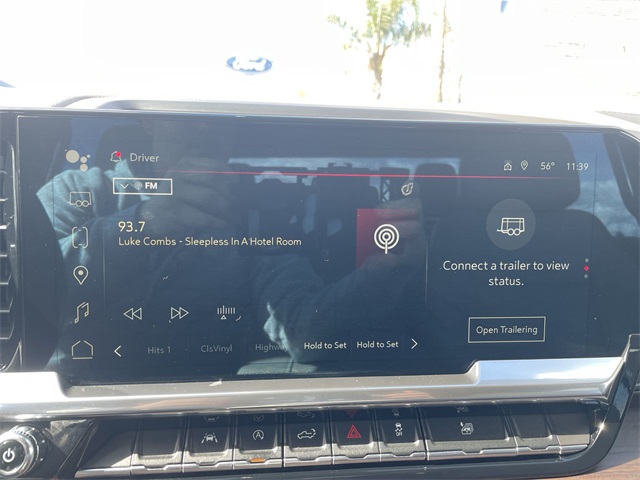 Driver
56° 11:39
FM
93.7
Luke Combs - Sleepless In A Hotel Room
Connect a trailer to view
status.
Open Trailering
Hits 1 ClsVinyl Highway Hold to Set Hold to Set